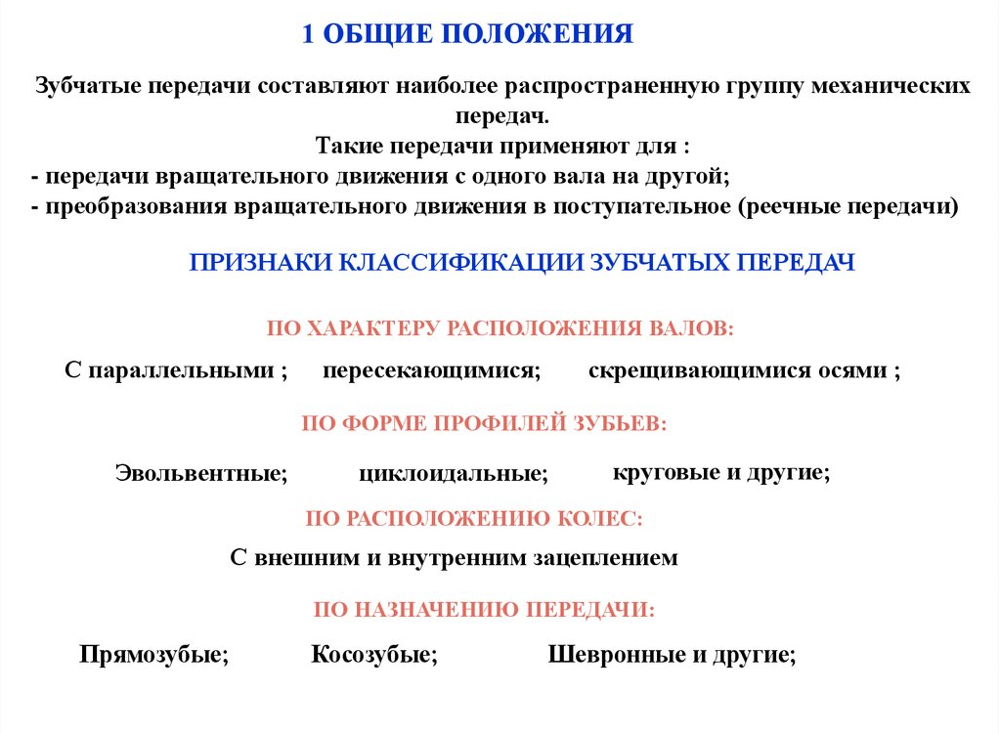 1 ОБЩИЕ ПОЛОЖЕНИЯ
Зубчатые передачи составляют наиболее распространенную группу механических
передач.
Такие передачи применяют для :
- передачи вращательного движения с одного вала на другой;
- преобразования вращательного движения в поступательное (реечные передачи)
ПРИЗНАКИ КЛАССИФИКАЦИИ ЗУБЧАТЫХ ПЕРЕДАЧ
ПО ХАРАКТЕРУ РАСПОЛОЖЕНИЯ ВАЛОВ:
С параллельными ; пересекающимися; скрещивающимися осями ;
ПО ФОРМЕ ПРОФИЛЕЙ ЗУБЬЕВ:
Эвольвентные; циклоидальные; круговые и другие;
ПО РАСПОЛОЖЕНИЮ КОЛЕС:
С внешним и внутренним зацеплением
ПО НАЗНАЧЕНИЮ ПЕРЕДАЧИ:
Прямозубые; Косозубые; Шевронные и другие;